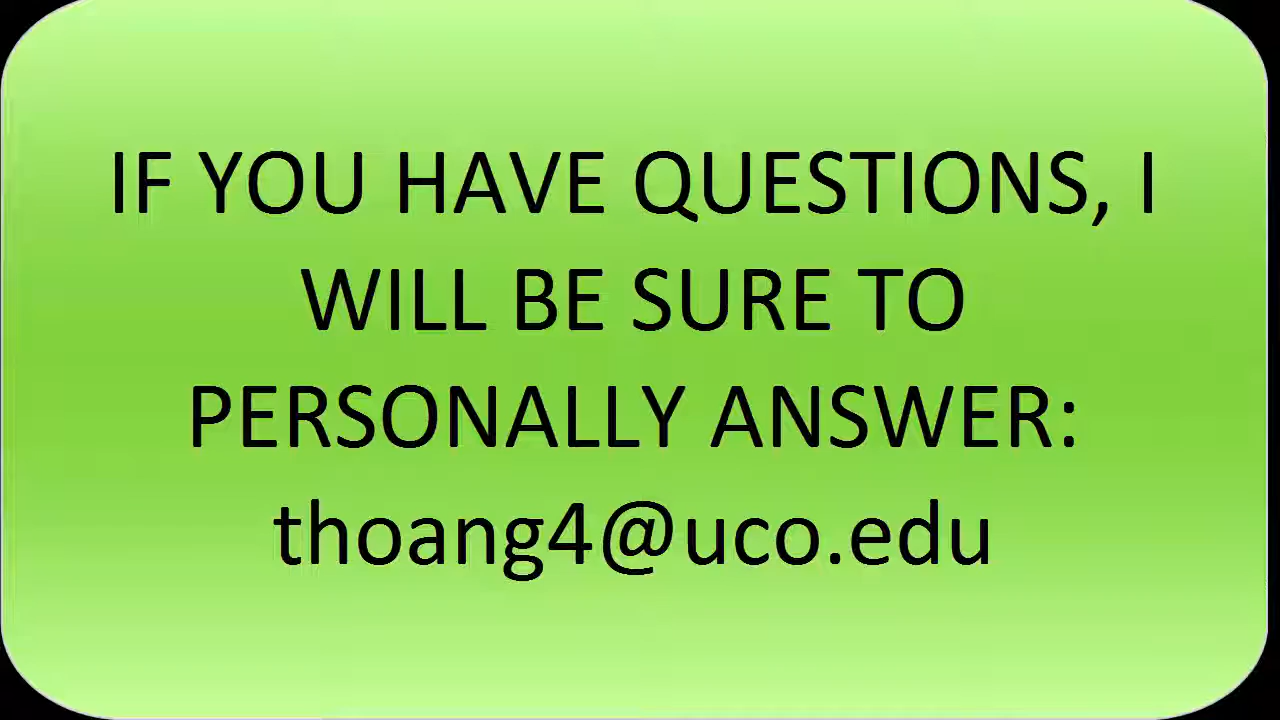 IF YOU HAVE QUESTIONS, I
WILL BE SURE TO
PERSONALLY ANSWER:
thoang4@uco.edu